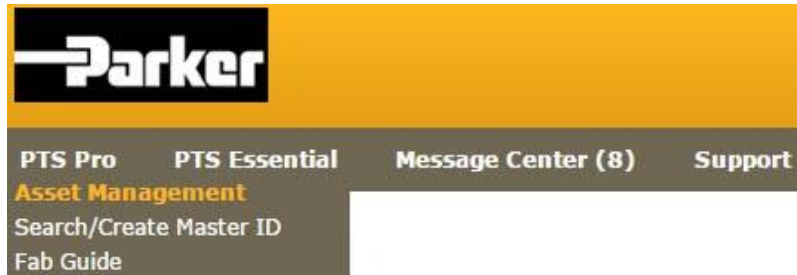 Parker
PTS Pro PTS Essential Message Center (8) Support
Asset Management
Search/Create Master ID
Fab Guide